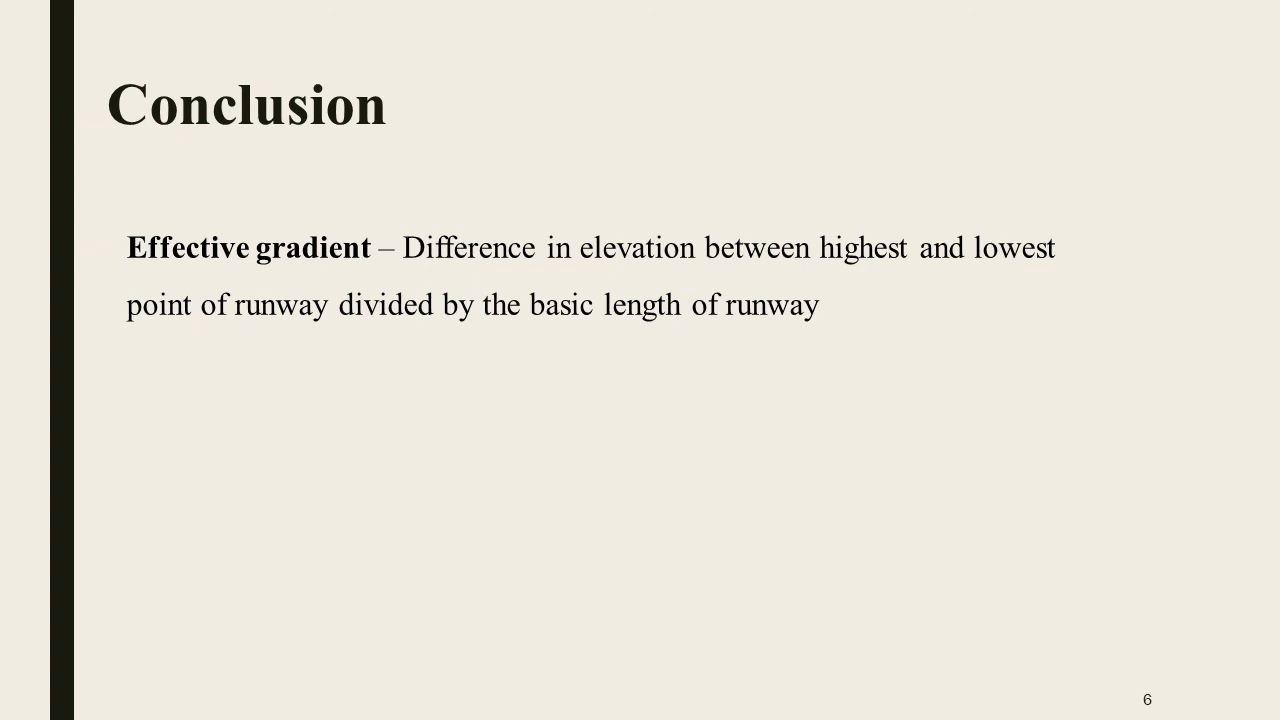 Conclusion
Effective gradient – Difference in elevation between highest and lowest
point of runway divided by the basic length of runway
6